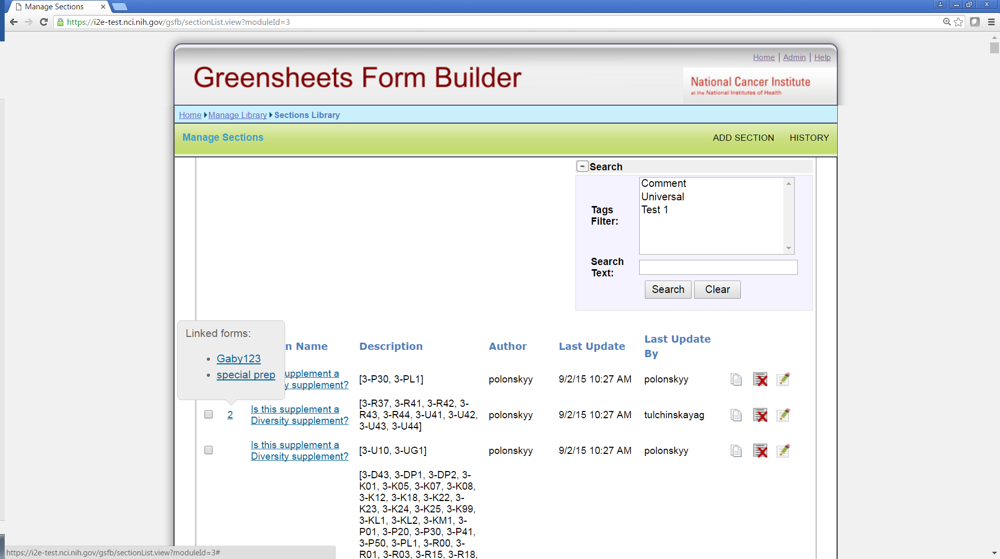 Manage Sections
https://i2e-test.nci.nih.gov/gsfb/sectionList.view?moduleId=3
Home | Admin | Help
Greensheets Form Builder
National Cancer Institute
at the National Institutes of Health
Home Manage Library Sections Library
Manage Sections
ADD SECTION HISTORY
Search
Comment
Universal
Test 1
Tags
Filter:
Search
Text:
Search Clear
Linked forms:
Gaby123
special prep
n Name Description Author Last Update Last Update
By
upplement a
y supplement?
[3-P30, 3-PL1] polonskyy 9/2/15 10:27 AM polonskyy
2
Is this supplement a
Diversity supplement?
[3-R37, 3-R41, 3-R42, 3-
R43, 3-R44, 3-U41, 3-U42,
3-U43, 3-U44]
polonskyy 9/2/15 10:27 AM tulchinskayag
Is this supplement a
Diversity supplement?
[3-U10, 3-UG1] polonskyy 9/2/15 10:27 AM polonskyy
[3-D43, 3-DP1, 3-DP2, 3-
K01, 3-K05, 3-K07, 3-K08,
3-K12, 3-K18, 3-K22, 3-
K23, 3-K24, 3-K25, 3-K99,
3-KL1, 3-KL2, 3-KM1, 3-
P01, 3-P20, 3-P30, 3-P41,
3-P50, 3-PL1, 3-R00, 3-
R01, 3-R03, 3-R15, 3-R18,
https://i2e-test.nci.nih.gov/gsfb/sectionList.view?moduleId=3#